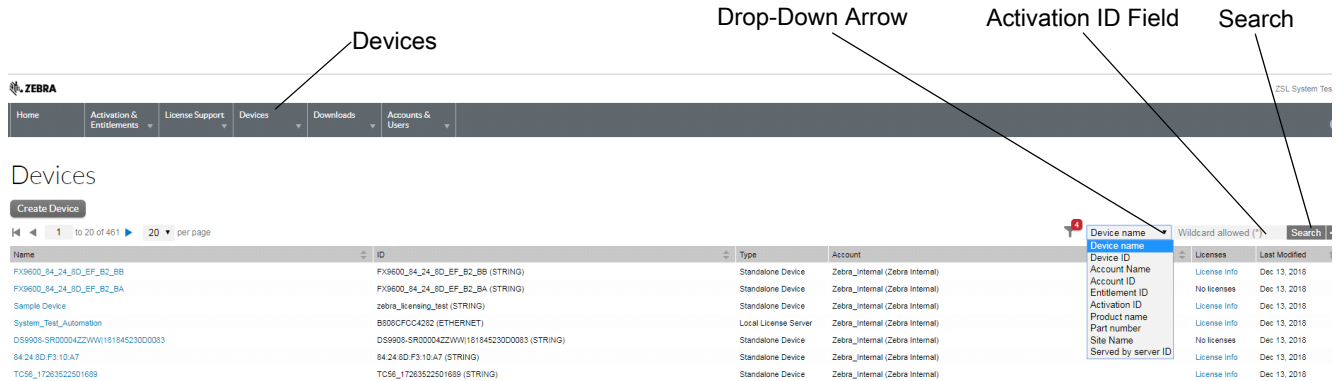 Drop-Down Arrow Activation ID Field Search
Devices
ZEBRA ZSL System Tes
Home Activation & Entitlements License Support Devices Downloads Accounts & Users
Devices
Create Device
1 to 20 of 461 20 per page 4 Device name Wildcard allowed (*) Search
Name ID Type Account Licenses Last Modified
FX9600_84_24_8D_EF_B2_BB FX9600_84_24_8D_EF_B2_BB (STRING) Standalone Device Zebra_Internal (Zebra Internal) License Info Dec 13, 2018
FX9600_84_24_8D_EF_B2_BA FX9600_84_24_8D_EF_B2_BA (STRING) Standalone Device Zebra_Internal (Zebra Internal) No licenses Dec 13, 2018
Sample Device zebra_licensing_test (STRING) Standalone Device Zebra_Internal (Zebra Internal) License Info Dec 13, 2018
System_Test_Automation B808CFCC4282 (ETHERNET) Local License Server Zebra_Internal (Zebra Internal) License Info Dec 13, 2018
DS9908-SR00004ZZWW|181845230D0083 DS9908-SR00004ZZWW|181845230D0083 (STRING) Standalone Device Zebra_Internal (Zebra Internal) No licenses Dec 13, 2018
84:24:8D:F3:10:A7 84:24:8D:F3:10:A7 (STRING) Standalone Device Zebra_Internal (Zebra Internal) License Info Dec 13, 2018
TC56_17263522501689 TC56_17263522501689 (STRING) Standalone Device Zebra_Internal (Zebra Internal) License Info Dec 13, 2018
Device name
Device ID
Account Name
Account ID
Entitlement ID
Activation ID
Product name
Part number
Site Name
Served by server ID